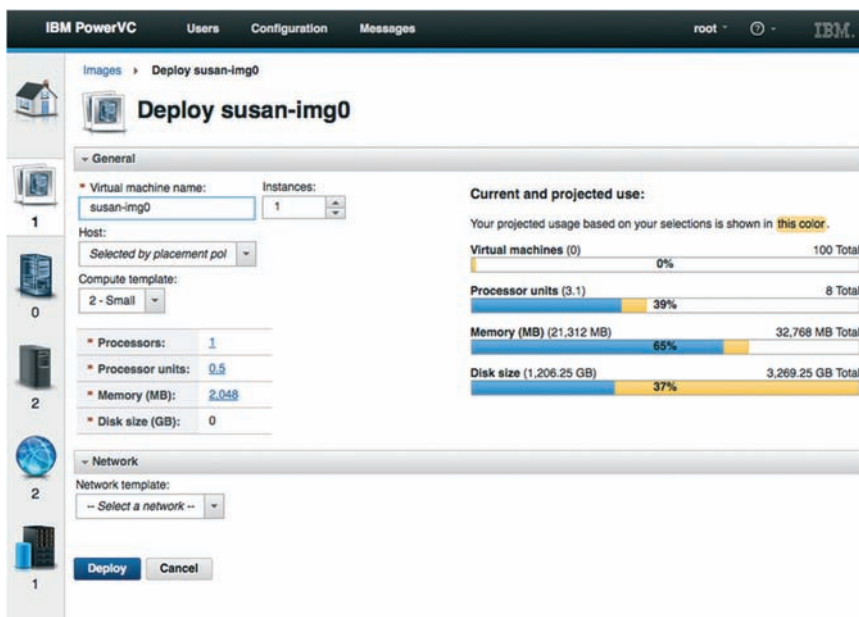 IBM PowerVC Users Configuration Messages root IBM.
Images Deploy susan-img0
Deploy susan-img0
General
* Virtual machine name: Instances:
susan-img0 1
Host:
Selected by placement pol
Compute template:
2 - Small
* Processors: 1
* Processor units: 0.5
* Memory (MB): 2,048
* Disk size (GB): 0
Current and projected use:
Your projected usage based on your selections is shown in this color.
Virtual machines (0) 100 Total
0%
Processor units (3.1) 8 Total
39%
Memory (MB) (21,312 MB) 32,768 MB Total
65%
Disk size (1,206.25 GB) 3,269.25 GB Total
37%
Network
Network template:
-- Select a network --
Deploy Cancel
1
0
2
2
1